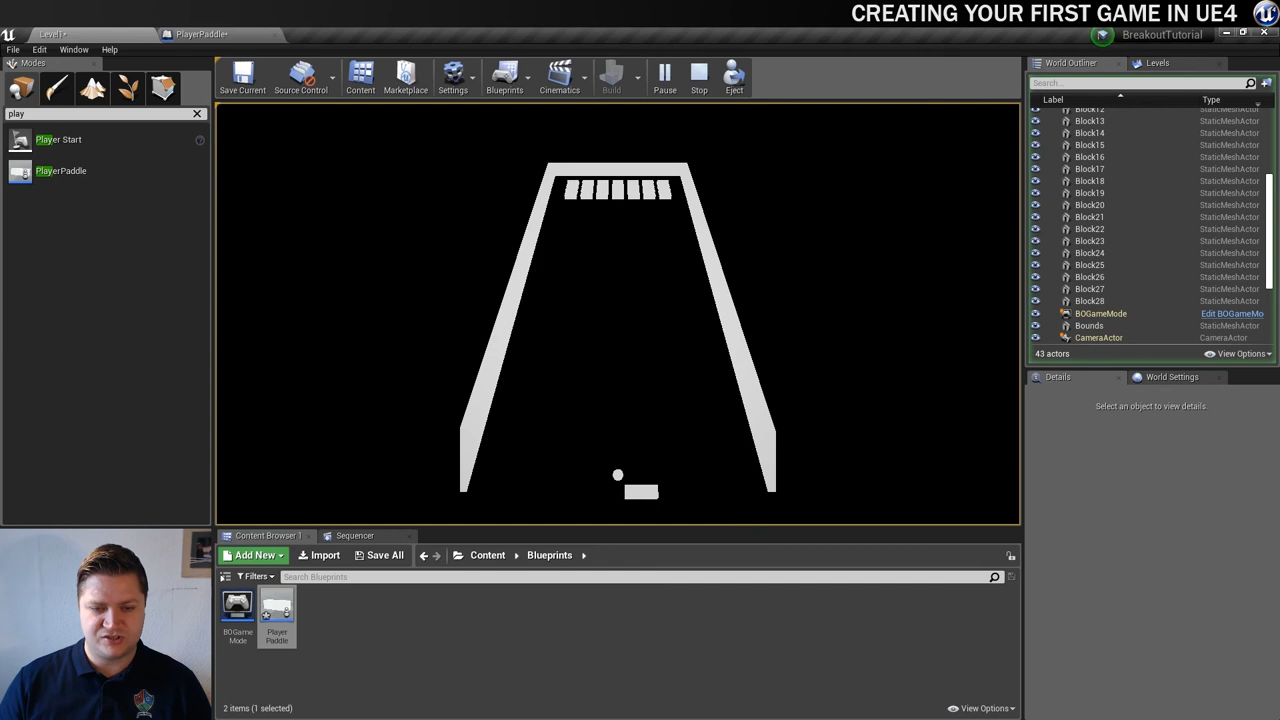 CREATING YOUR FIRST GAME IN UE4
Level1*
PlayerPaddle*
BreakoutTutorial
File Edit Window Help
Modes
play
Player Start
PlayerPaddle
Save Current
Source Control
Content
Marketplace
Settings
Blueprints
Cinematics
Build
Pause
Stop
Eject
World Outliner
Levels
Search...
Label Type
Block12 StaticMeshActor
Block13 StaticMeshActor
Block14 StaticMeshActor
Block15 StaticMeshActor
Block16 StaticMeshActor
Block17 StaticMeshActor
Block18 StaticMeshActor
Block19 StaticMeshActor
Block20 StaticMeshActor
Block21 StaticMeshActor
Block22 StaticMeshActor
Block23 StaticMeshActor
Block24 StaticMeshActor
Block25 StaticMeshActor
Block26 StaticMeshActor
Block27 StaticMeshActor
Block28 StaticMeshActor
BOGameMode Edit BOGameMo
Bounds StaticMeshActor
CameraActor CameraActor
43 actors View Options
Details
World Settings
Select an object to view details.
Content Browser 1
Sequencer
Add New Import Save All Content Blueprints
Filters Search Blueprints
BOGame
Mode
Player
Paddle
2 items (1 selected) View Options